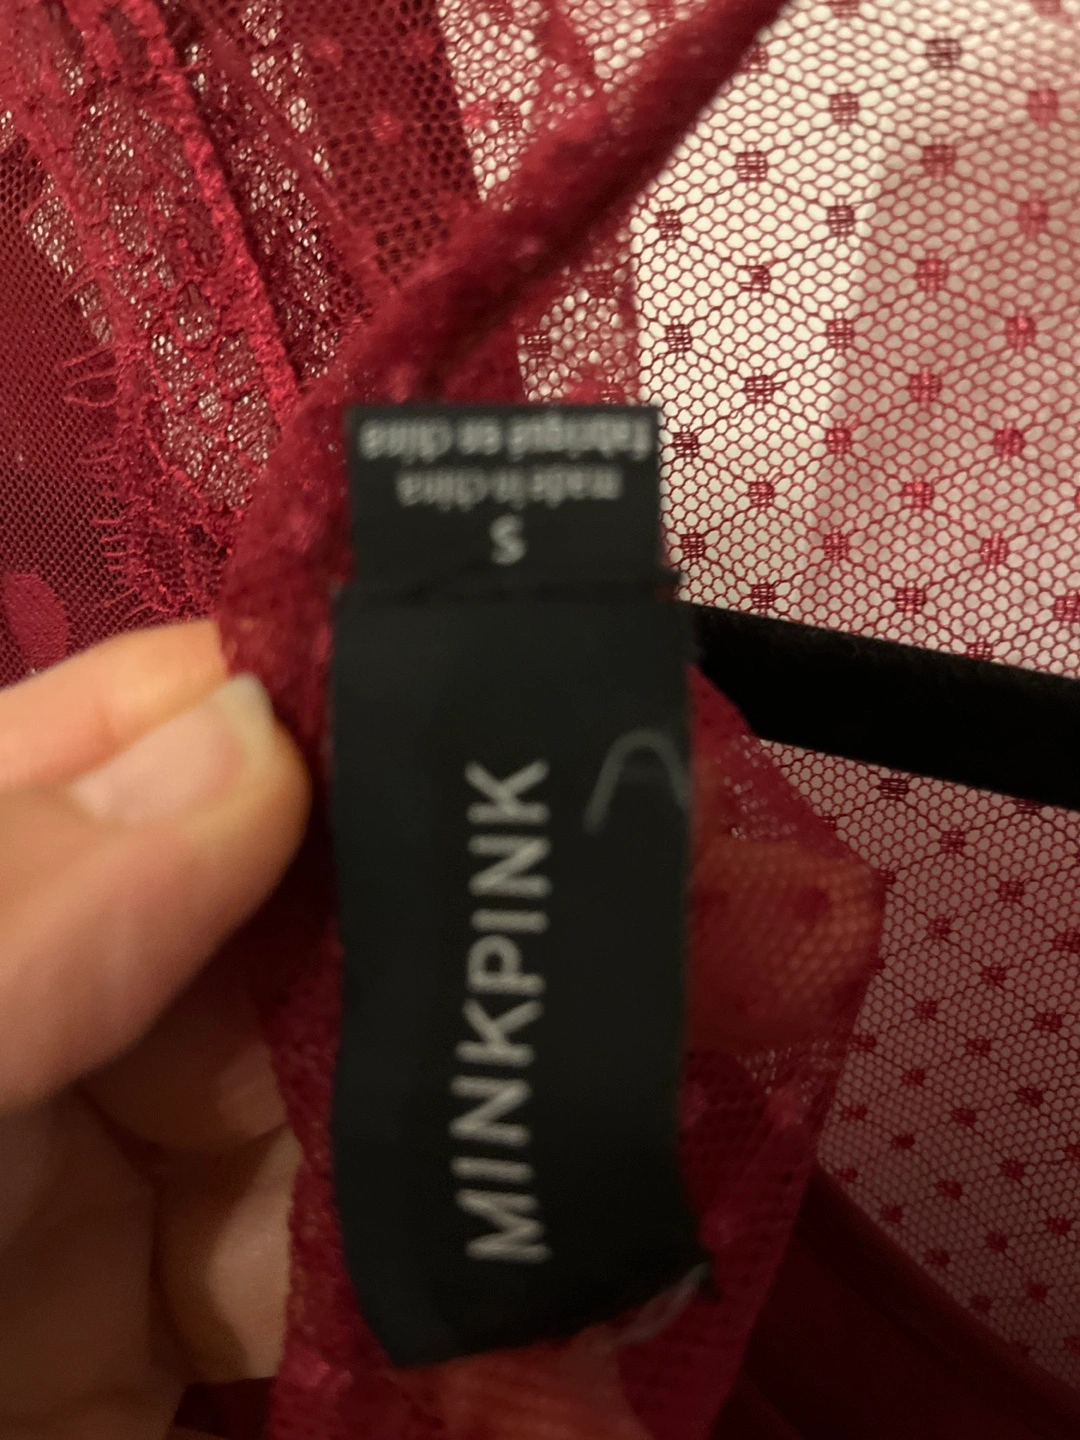 MINKPINK
S
made in china
fabriqué en chine